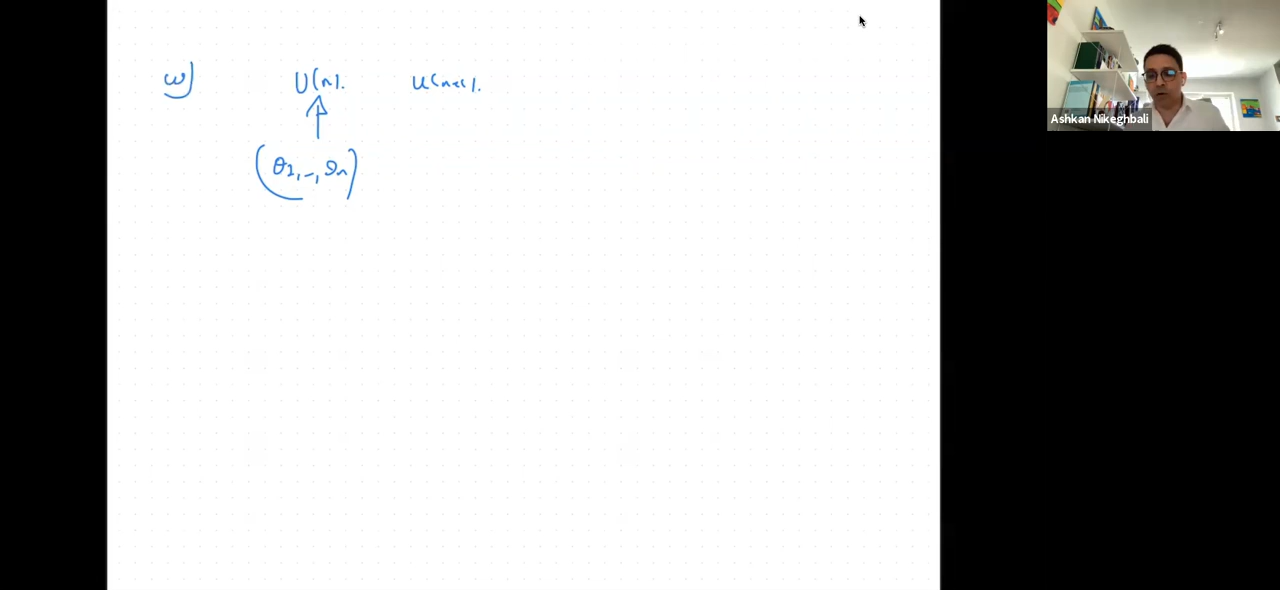 ω) U(n). U(n+1).
(θ1,–,θn)
Ashkan Nikeghbali